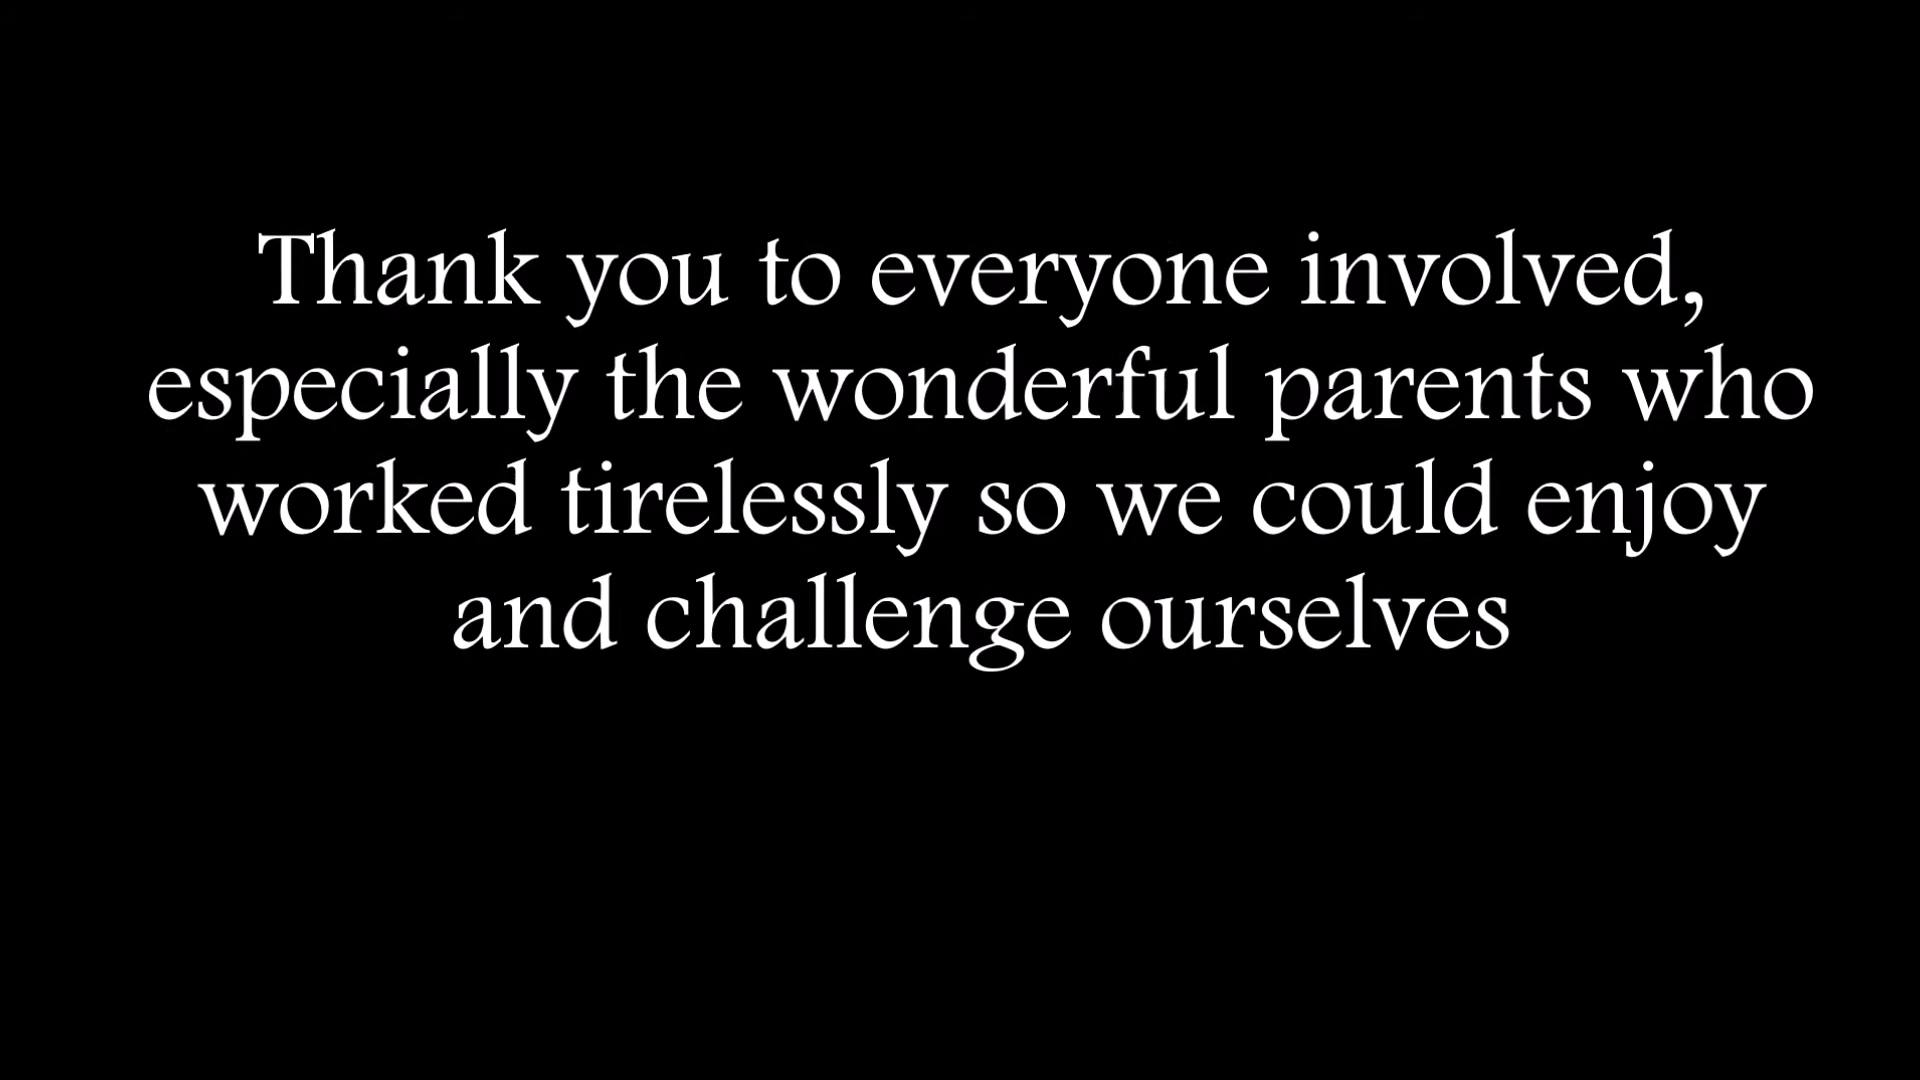 Thank you to everyone involved,
especially the wonderful parents who
worked tirelessly so we could enjoy
and challenge ourselves